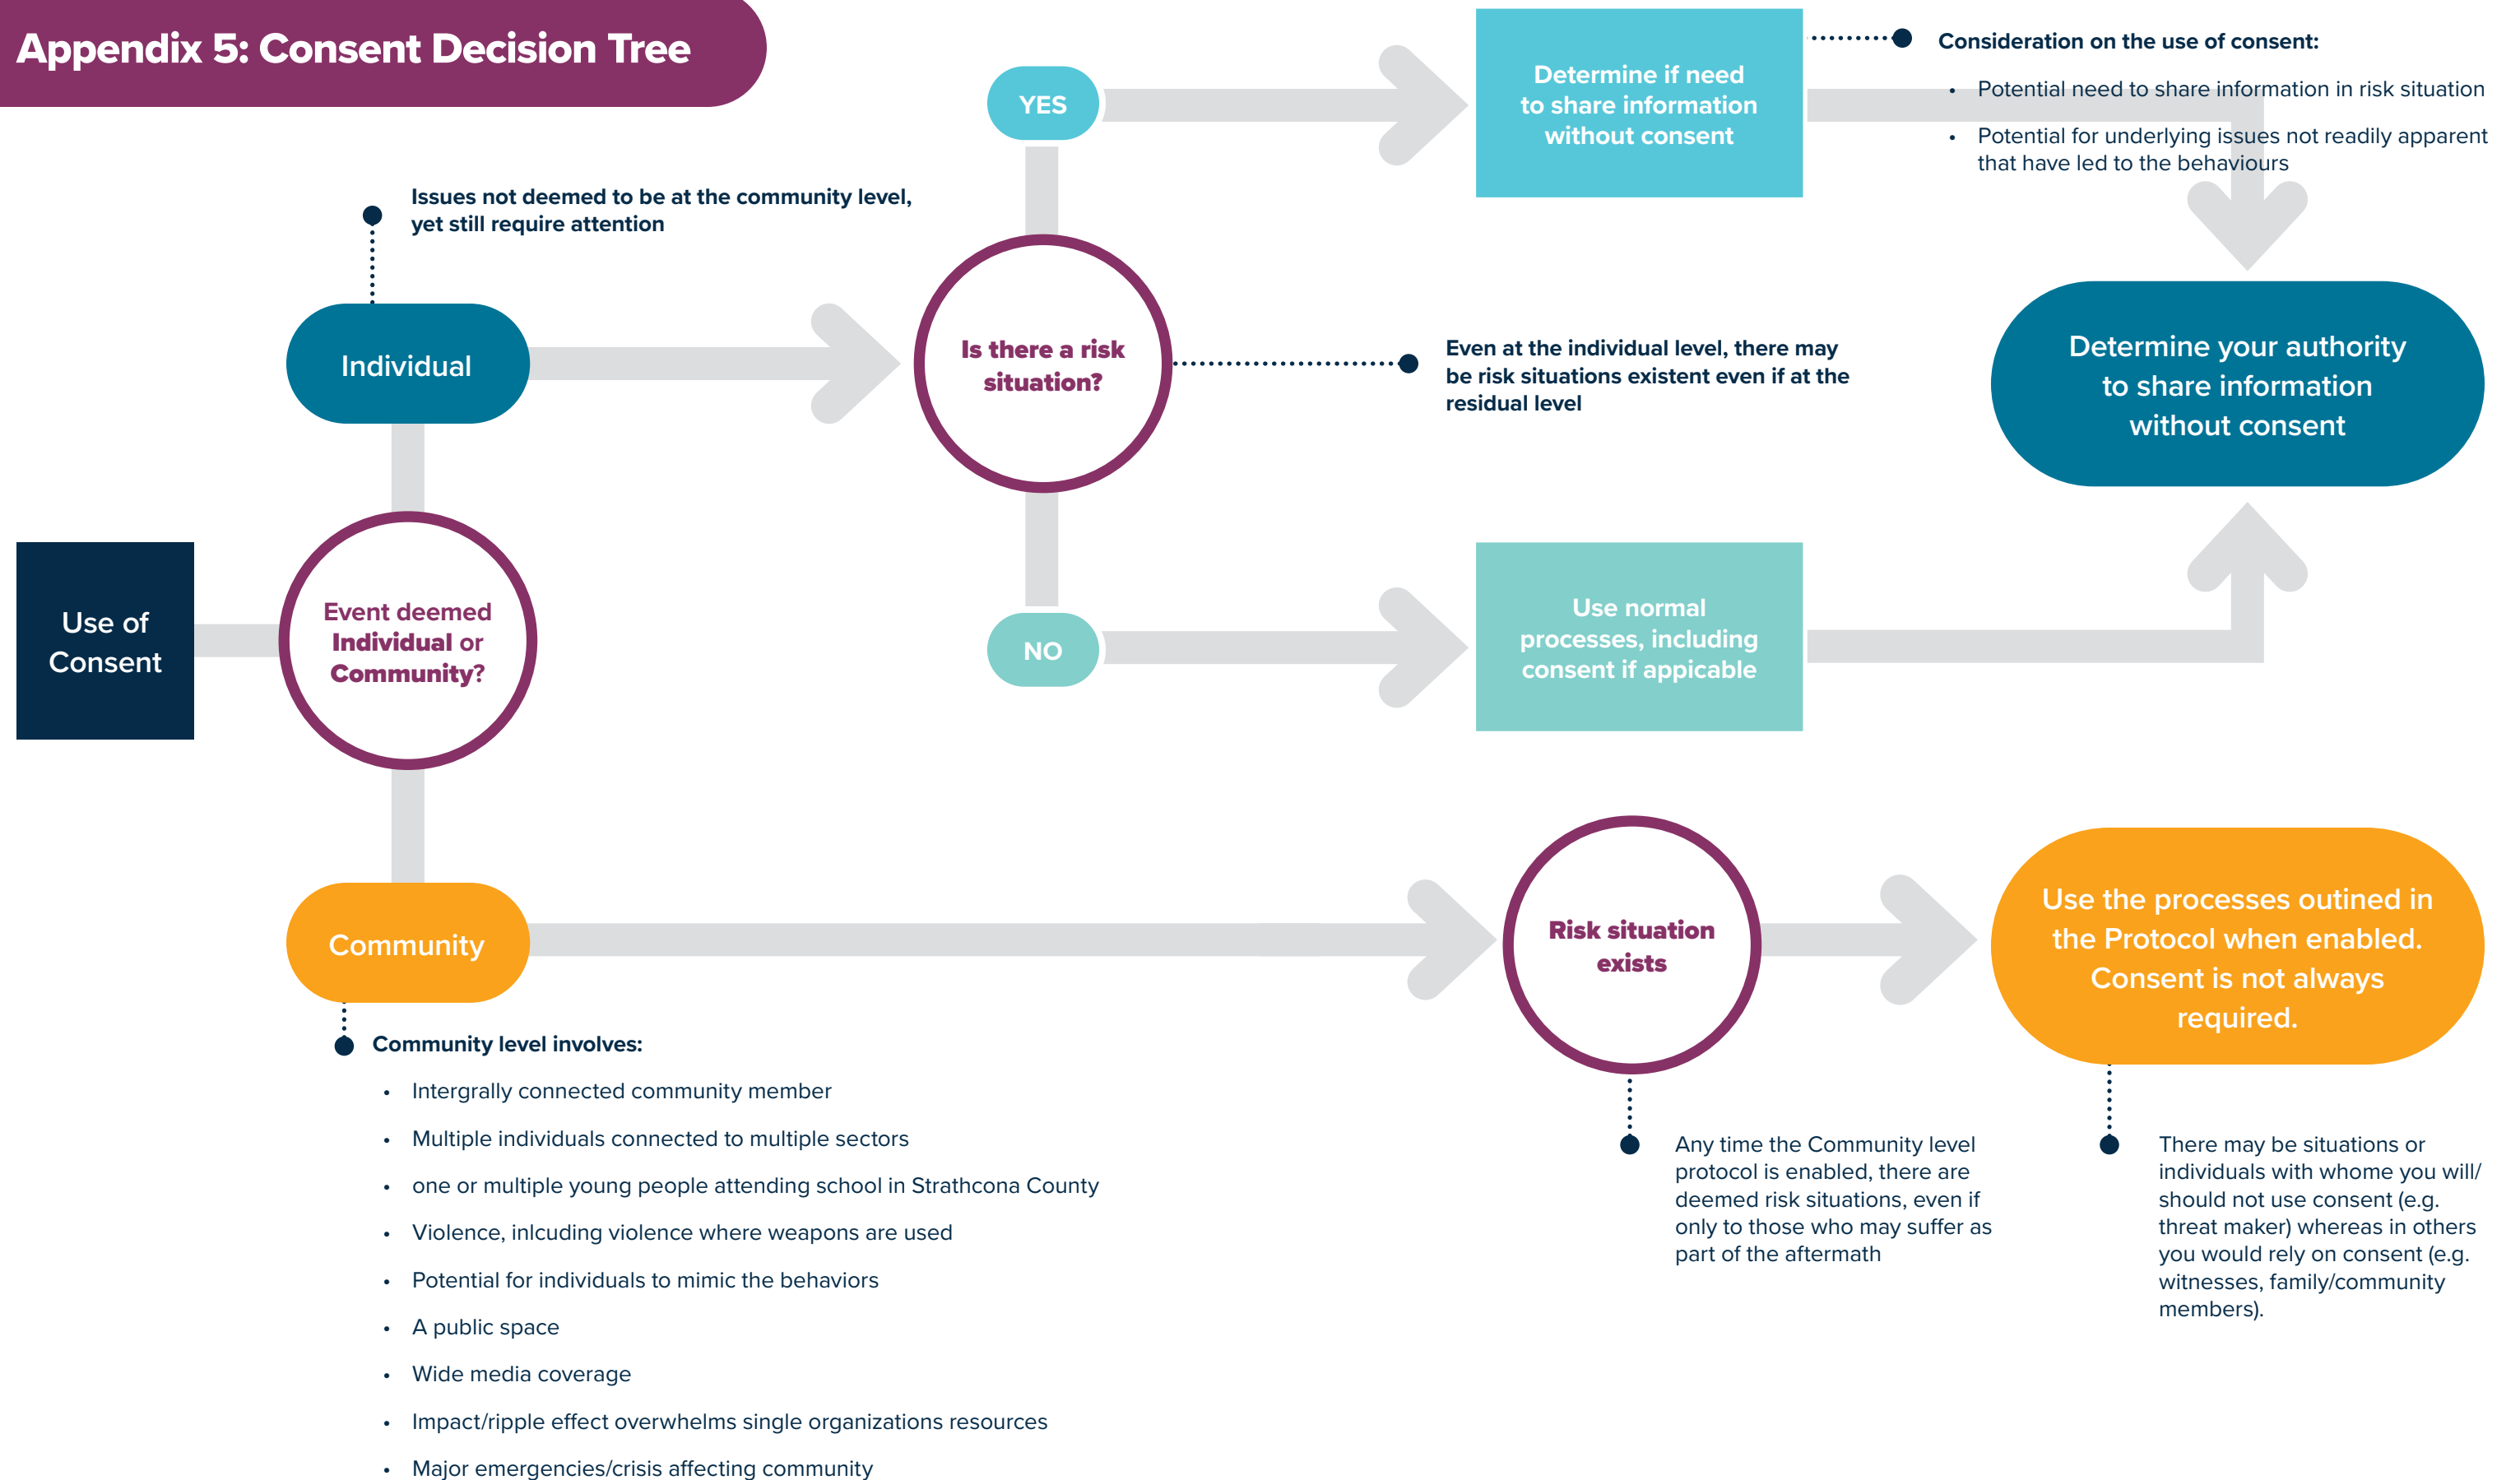 Appendix 5: Consent Decision Tree
YES
Determine if need
to share information
without consent
Consideration on the use of consent:
• Potential need to share information in risk situation
• Potential for underlying issues not readily apparent
that have led to the behaviours
Issues not deemed to be at the community level,
yet still require attention
Individual
Is there a risk
situation?
Even at the individual level, there may
be risk situations existent even if at the
residual level
Determine your authority
to share information
without consent
Use of
Consent
Event deemed
Individual or
Community?
NO
Use normal
processes, including
consent if appicable
Community
Risk situation
exists
Use the processes outined in
the Protocol when enabled.
Consent is not always
required.
Community level involves:
• Intergrally connected community member
• Multiple individuals connected to multiple sectors
• one or multiple young people attending school in Strathcona County
• Violence, inlcuding violence where weapons are used
• Potential for individuals to mimic the behaviors
• A public space
• Wide media coverage
• Impact/ripple effect overwhelms single organizations resources
• Major emergencies/crisis affecting community
Any time the Community level
protocol is enabled, there are
deemed risk situations, even if
only to those who may suffer as
part of the aftermath
There may be situations or
individuals with whome you will/
should not use consent (e.g.
threat maker) whereas in others
you would rely on consent (e.g.
witnesses, family/community
members).